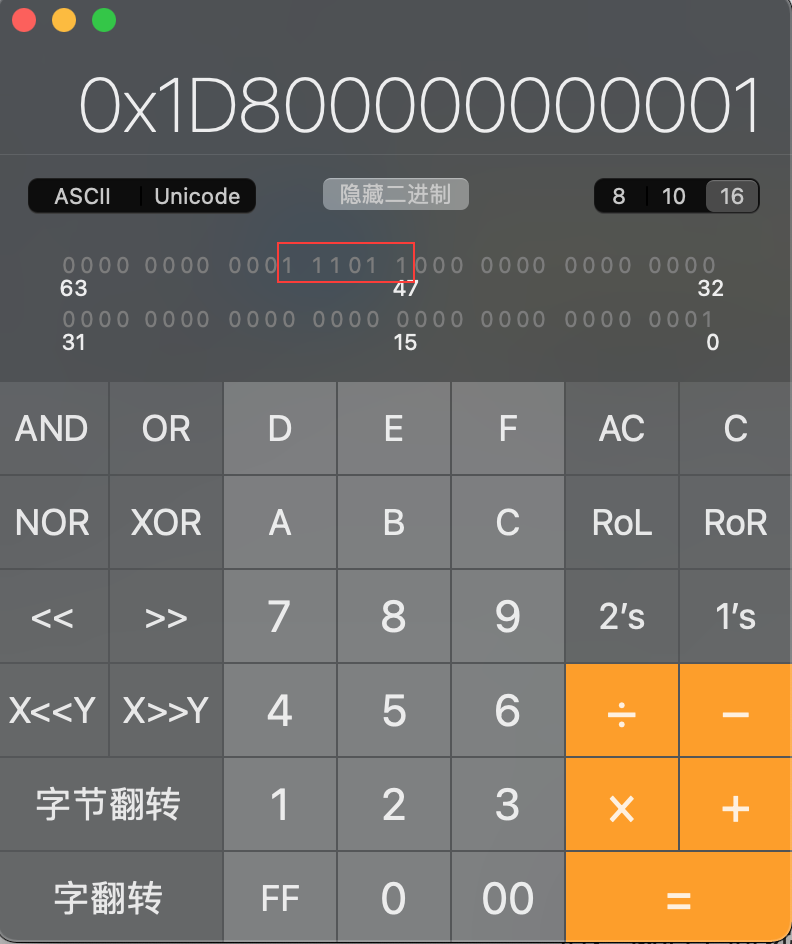 0x1D800000000001
ASCII Unicode 隐藏二进制 8 10 16
0000 0000 0001 1101 1000 0000 0000 0000
63 47 32
0000 0000 0000 0000 0000 0000 0000 0001
31 15 0
AND OR D E F AC C
NOR XOR A B C RoL RoR
<< >> 7 8 9 2's 1's
X<<Y X>>Y 4 5 6 ÷ −
字节翻转 1 2 3 × +
字翻转 FF 0 00 =